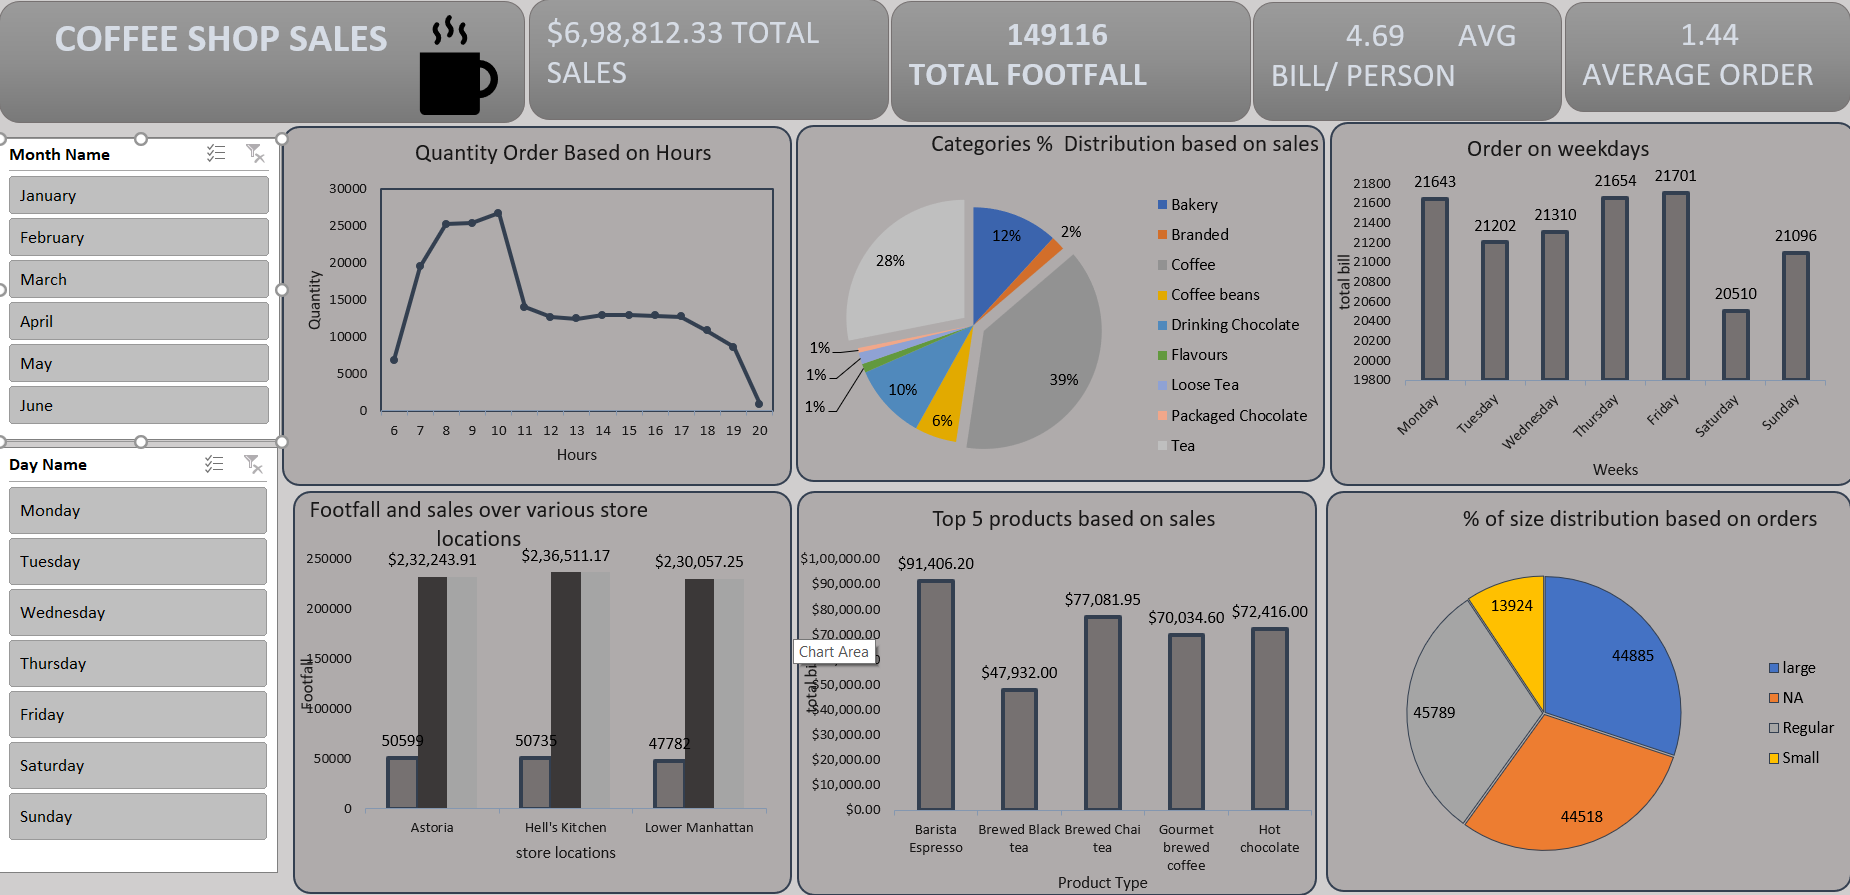 COFFEE SHOP SALES
$6,98,812.33 TOTAL
SALES
149116
TOTAL FOOTFALL
4.69 AVG
BILL/ PERSON
1.44
AVERAGE ORDER
Month Name
January
February
March
April
May
June
Day Name
Monday
Tuesday
Wednesday
Thursday
Friday
Saturday
Sunday
Quantity Order Based on Hours
30000
25000
20000
15000
10000
5000
0
Quantity
6 7 8 9 10 11 12 13 14 15 16 17 18 19 20
Hours
Categories % Distribution based on sales
12%
2%
39%
6%
10%
1%
1%
1%
28%
Bakery
Branded
Coffee
Coffee beans
Drinking Chocolate
Flavours
Loose Tea
Packaged Chocolate
Tea
Order on weekdays
21800
21600
21400
21200
21000
20800
20600
20400
20200
20000
19800
total bill
21643
21202
21310
21654
21701
20510
21096
Monday
Tuesday
Wednesday
Thursday
Friday
Saturday
Sunday
Weeks
Footfall and sales over various store
locations
250000
200000
150000
100000
50000
0
Footfall
$2,32,243.91
$2,36,511.17
$2,30,057.25
50599
50735
47782
Astoria
Hell's Kitchen
Lower Manhattan
store locations
Top 5 products based on sales
$1,00,000.00
$90,000.00
$80,000.00
$70,000.00
$50,000.00
$40,000.00
$30,000.00
$20,000.00
$10,000.00
$0.00
Chart Area
$91,406.20
$47,932.00
$77,081.95
$70,034.60
$72,416.00
Barista
Espresso
Brewed Black
tea
Brewed Chai
tea
Gourmet
brewed
coffee
Hot
chocolate
Product Type
% of size distribution based on orders
13924
44885
45789
44518
large
NA
Regular
Small